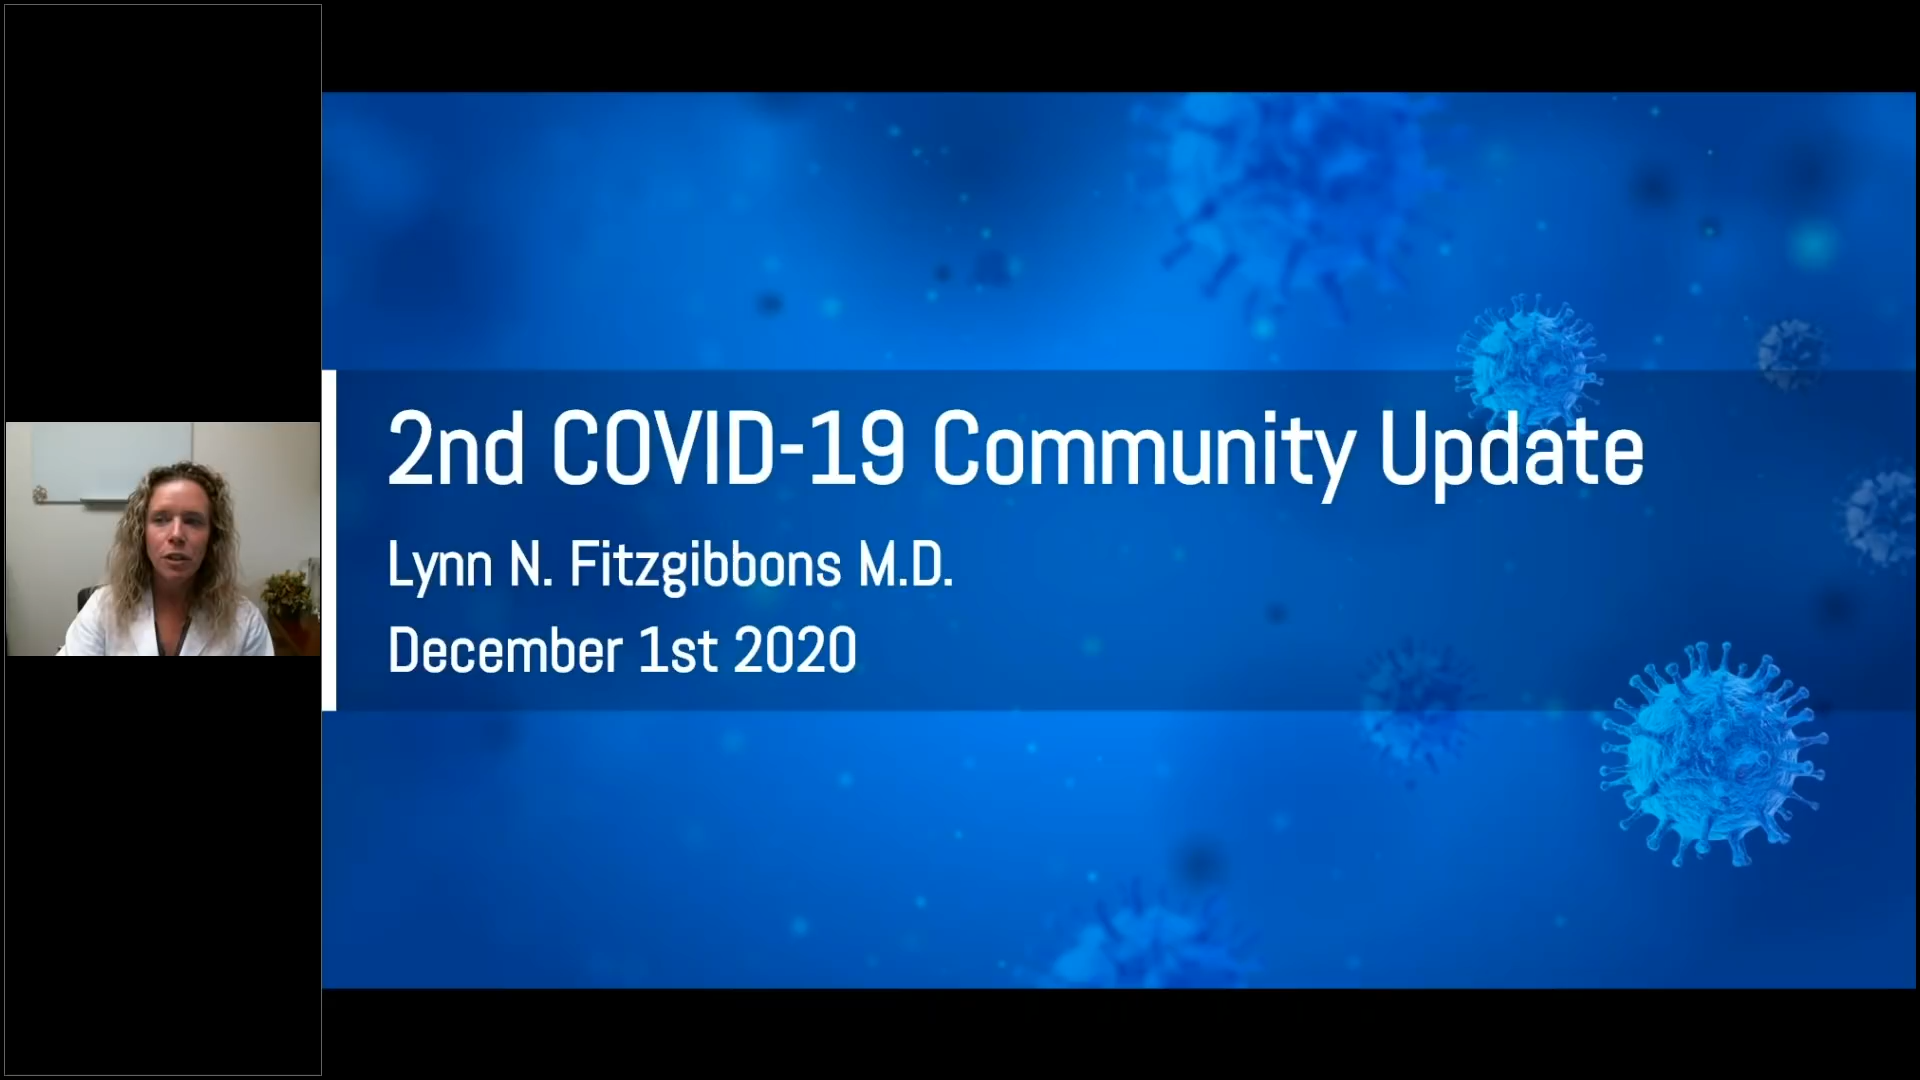 2nd COVID-19 Community Update
Lynn N. Fitzgibbons M.D.
December 1st 2020